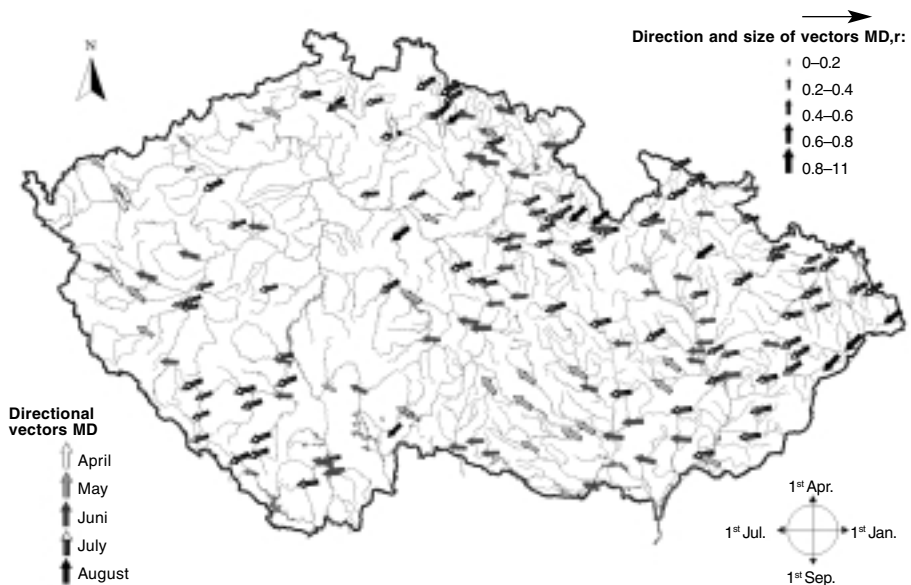 Direction and size of vectors MD,r:
N
0–0.2
0.2–0.4
0.4–0.6
0.6–0.8
0.8–11
Directional
vectors MD
April
May
Juni
July
August
1st Apr.
1st Jul.
1st Jan.
1st Sep.